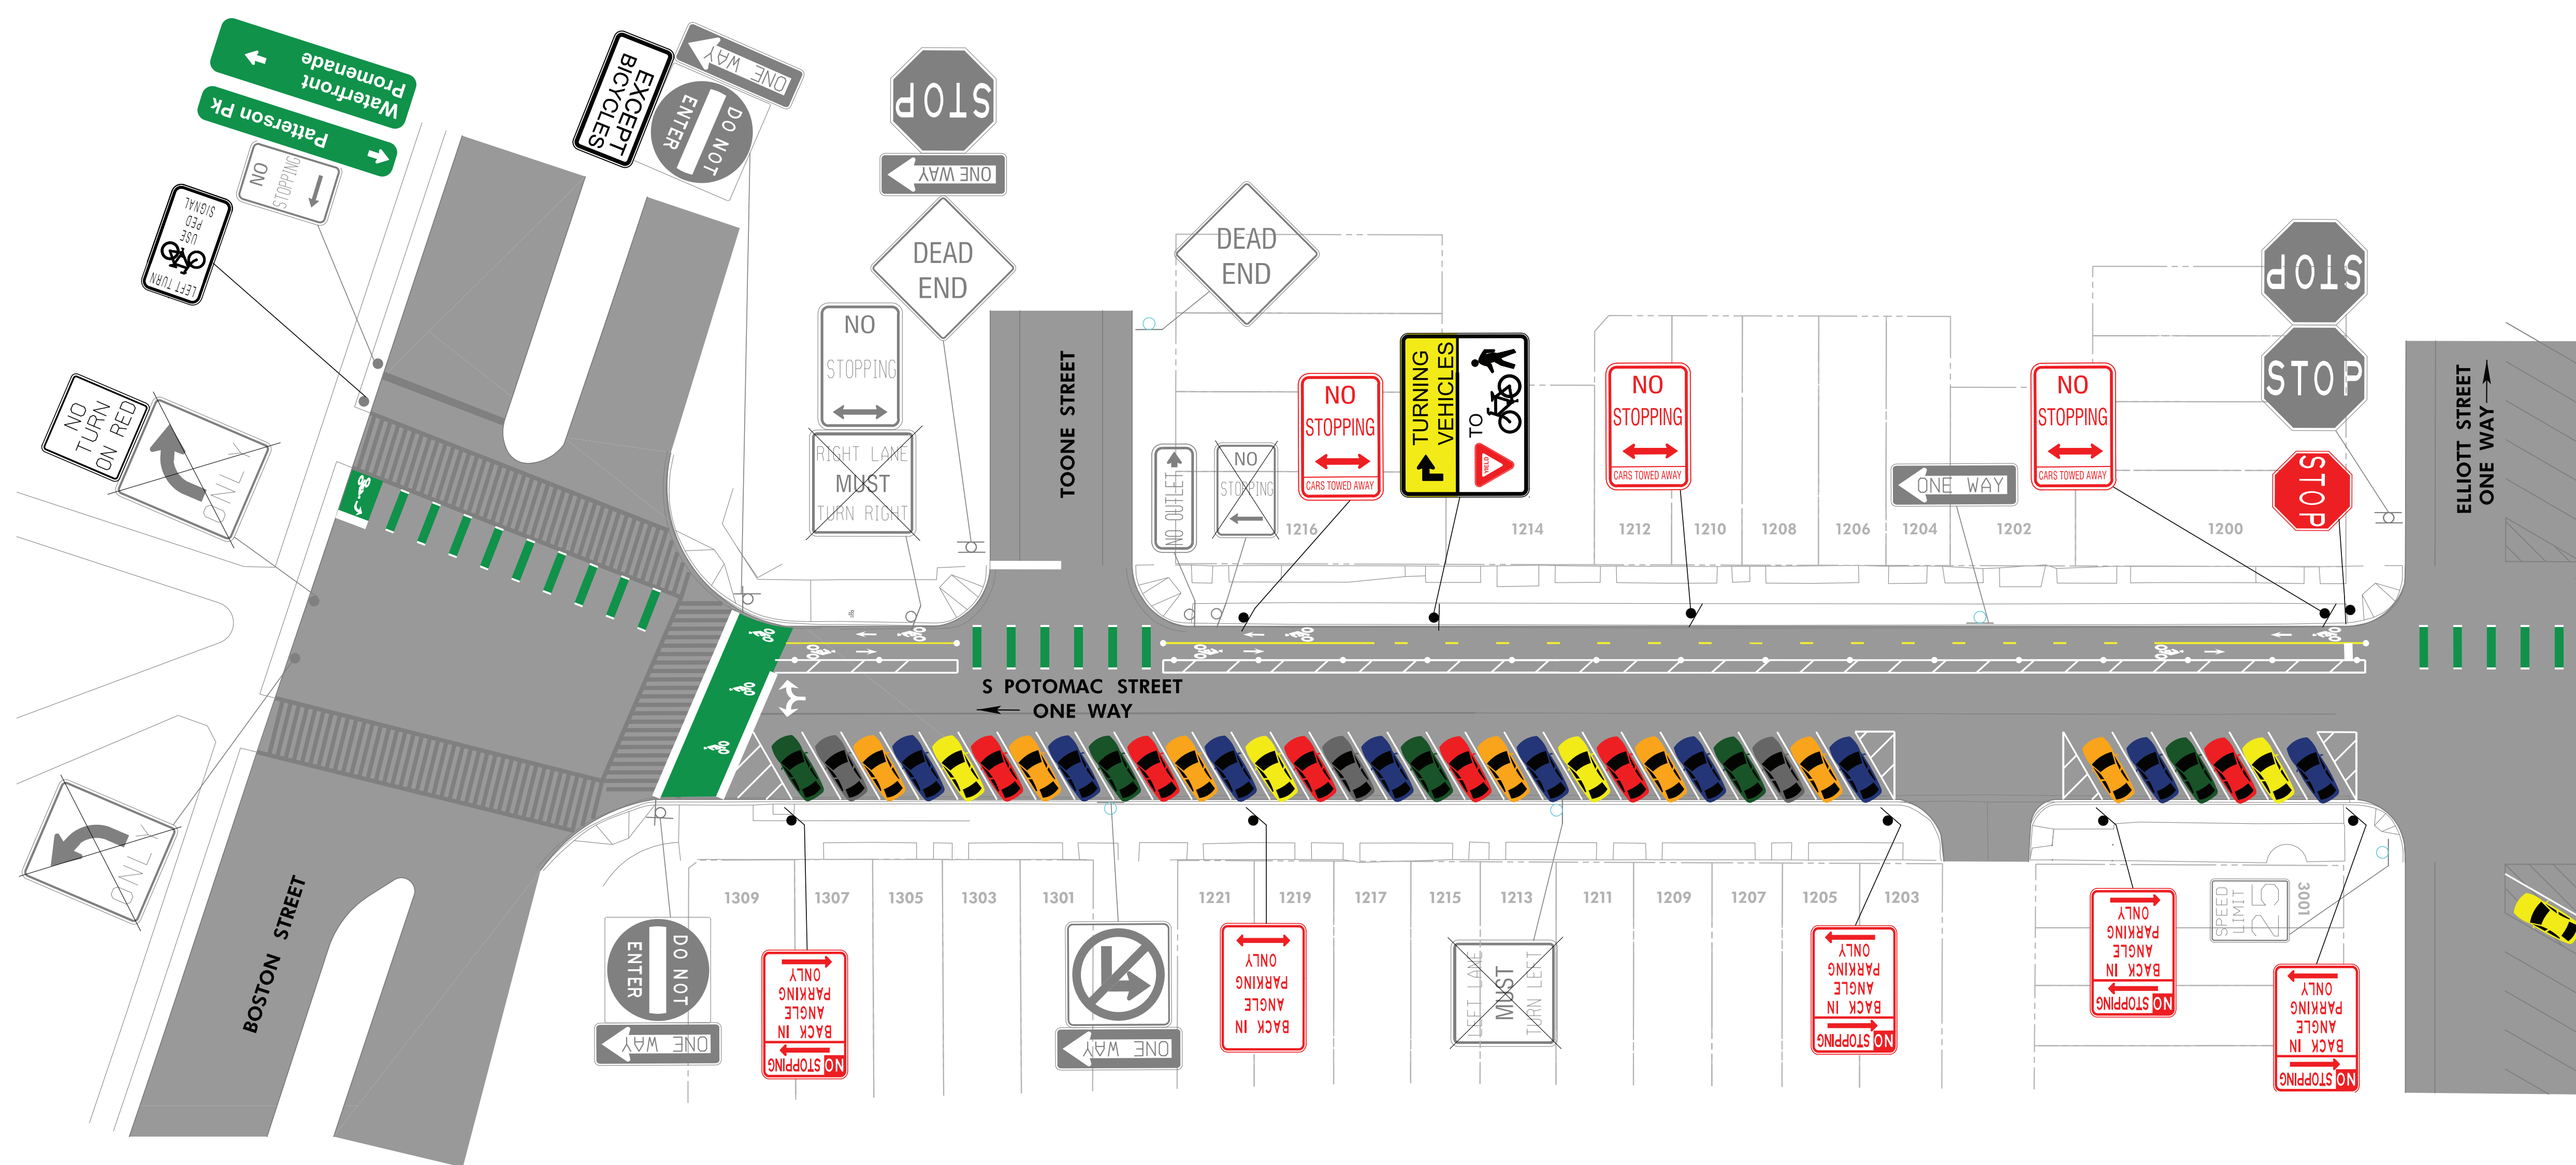 Waterfront
Promenade
Patterson Pk
NO
STOPPING
LEFT TURN
USE
PED
SIGNAL
NO
TURN
ON RED
ONLY
ONLY
EXCEPT
BICYCLES
ONE WAY
DO NOT
ENTER
STOP
ONE WAY
DEAD
END
NO
STOPPING
RIGHT LANE
MUST
TURN RIGHT
TOONE STREET
DEAD
END
NO OUTLET
NO
STOPPING
NO
STOPPING
CARS TOWED AWAY
TURNING
VEHICLES
YIELD
TO
NO
STOPPING
CARS TOWED AWAY
ONE WAY
NO
STOPPING
CARS TOWED AWAY
STOP
STOP
STOP
ELLIOTT STREET
ONE WAY
1216
1214
1212
1210
1208
1206
1204
1202
1200
S POTOMAC STREET
ONE WAY
BOSTON STREET
1309
1307
1305
1303
1301
1221
1219
1217
1215
1213
1211
1209
1207
1205
1203
3001
DO NOT
ENTER
ONE WAY
NO STOPPING
BACK IN
ANGLE
PARKING
ONLY
ONE WAY
BACK IN
ANGLE
PARKING
ONLY
LEFT LANE
MUST
TURN LEFT
NO STOPPING
BACK IN
ANGLE
PARKING
ONLY
NO STOPPING
BACK IN
ANGLE
PARKING
ONLY
SPEED
LIMIT
25
NO STOPPING
BACK IN
ANGLE
PARKING
ONLY